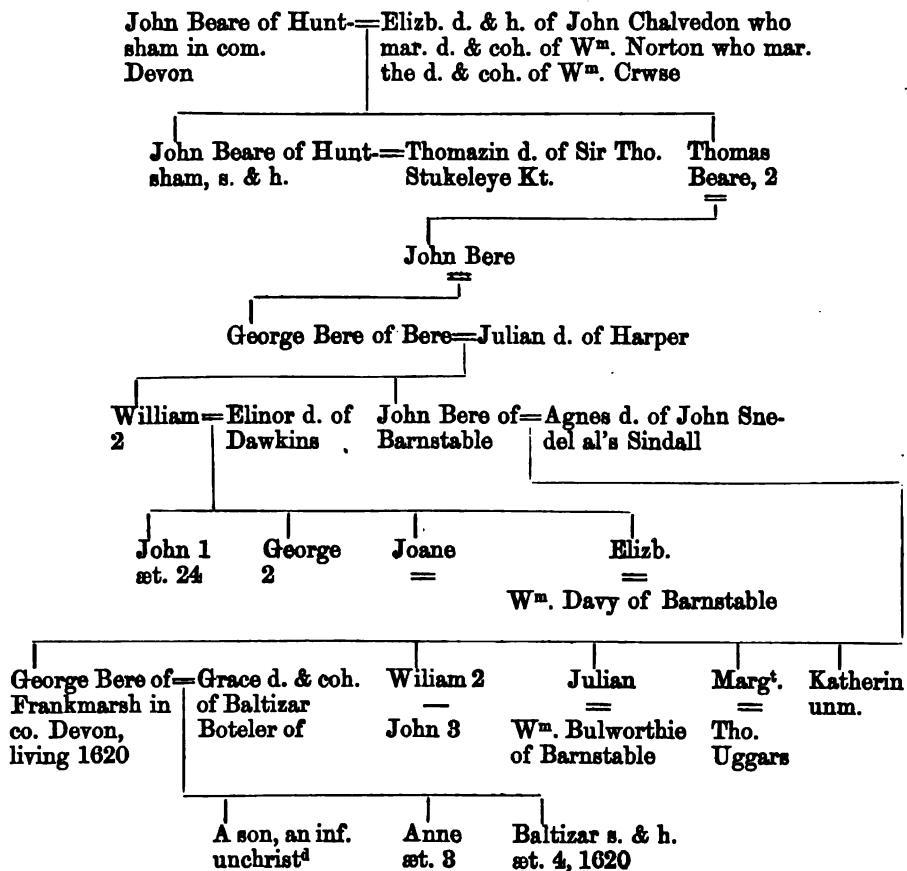 John Beare of Hunt-=Elizb. d. & h. of John Chalvedon who
sham in com. mar. d. & coh. of Wᵐ. Norton who mar.
Devon the d. & coh. of Wᵐ. Crwse
John Beare of Hunt-=Thomazin d. of Sir Tho. Thomas
sham, s. & h. Stukeleye Kt. Beare, 2
=
John Bere
=
George Bere of Bere=Julian d. of Harper
William=Elinor d. of John Bere of=Agnes d. of John Sne-
2 Dawkins Barnstable del al's Sindall
John 1 George Joane Elizb.
æt. 24 2 = =
Wᵐ. Davy of Barnstable
George Bere of=Grace d. & coh. Wiliam 2 Julian Margᵗ. Katherin
Frankmarsh in of Baltizar — = = unm.
co. Devon, Boteler of John 3 Wᵐ. Bulworthie Tho.
living 1620 of Barnstable Uggars
A son, an inf. Anne Baltizar s. & h.
unchristᵈ æt. 3 æt. 4, 1620